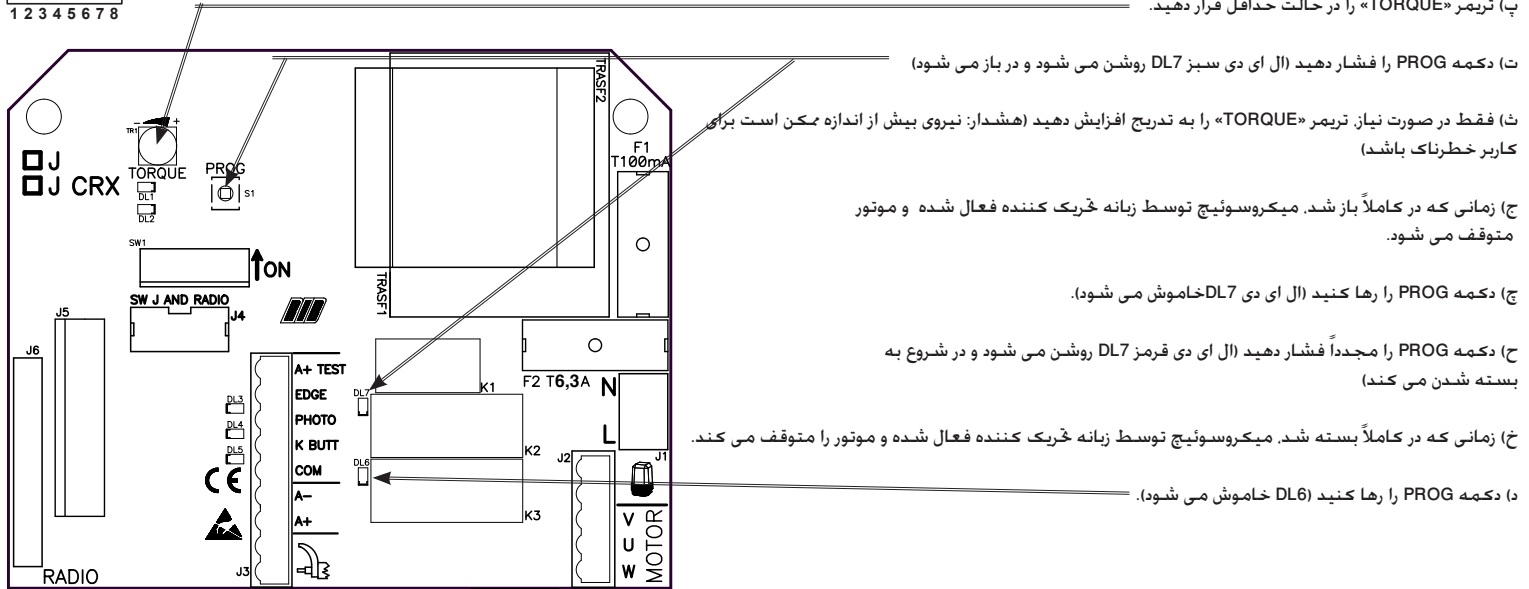 1 2 3 4 5 6 7 8
پ) تریمر «TORQUE» را در حالت حداقل قرار دهید.
ت) دکمه PROG را فشار دهید (ال ای دی سبز DL7 روشن می شود و در باز می شود)
ث) فقط در صورت نیاز، تریمر «TORQUE» را به تدریج افزایش دهید (هشدار: نیروی بیش از اندازه ممکن است برای
کاربر خطرناک باشد)
ج) زمانی که در کاملاً باز شد، میکروسوئیچ توسط زبانه تحریک کننده فعال شده و موتور
متوقف می شود.
چ) دکمه PROG را رها کنید (ال ای دی DL7خاموش می شود).
ح) دکمه PROG را مجدداً فشار دهید (ال ای دی قرمز DL7 روشن می شود و در شروع به
بسته شدن می کند)
خ) زمانی که در کاملاً بسته شد، میکروسوئیچ توسط زبانه تحریک کننده فعال شده و موتور را متوقف می کند.
د) دکمه PROG را رها کنید (DL6 خاموش می شود).
TRASF2
- +
TR1
TORQUE
PROG
S1
J
J CRX
DL1
DL2
F1
T100mA
SW1
ON
TRASF1
SW J AND RADIO
J4
J5
J6
A+ TEST
EDGE
PHOTO
K BUTT
COM
A-
A+
DL3
DL4
DL5
CE
DL7
K1
F2 T6,3A
N
L
K2
DL6
J2
J1
K3
V
U
W
MOTOR
J3
RADIO